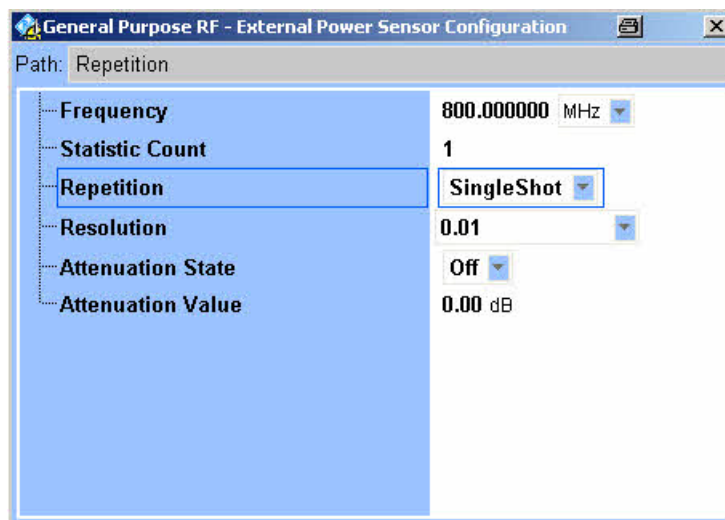 General Purpose RF - External Power Sensor Configuration
Path: Repetition
Frequency 800.000000 MHz
Statistic Count 1
Repetition SingleShot
Resolution 0.01
Attenuation State Off
Attenuation Value 0.00 dB